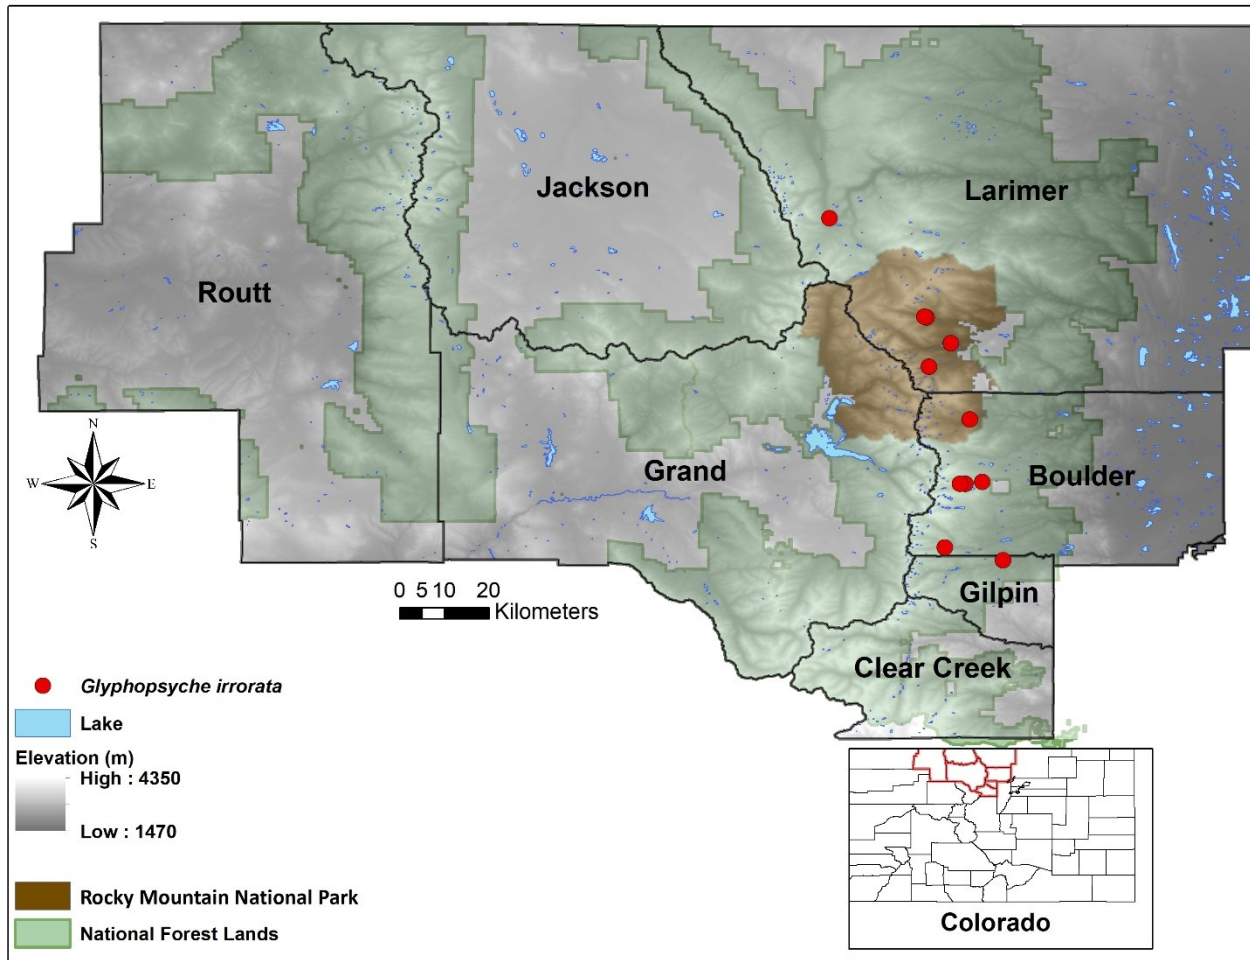 Jackson
Larimer
Routt
N
W
E
S
Grand
Boulder
0 5 10 20
Kilometers
Gilpin
Clear Creek
Glyphopsyche irrorata
Lake
Elevation (m)
High : 4350
Low : 1470
Rocky Mountain National Park
National Forest Lands
Colorado